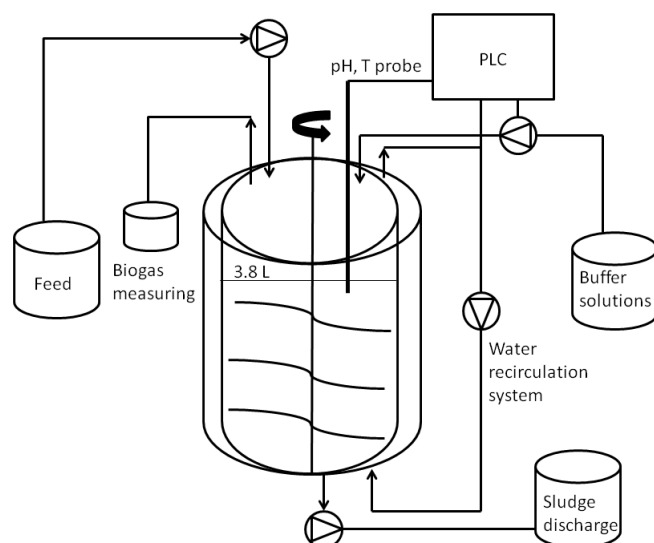 pH, T probe
PLC
3.8 L
Feed
Biogas
measuring
Buffer
solutions
Water
recirculation
system
Sludge
discharge